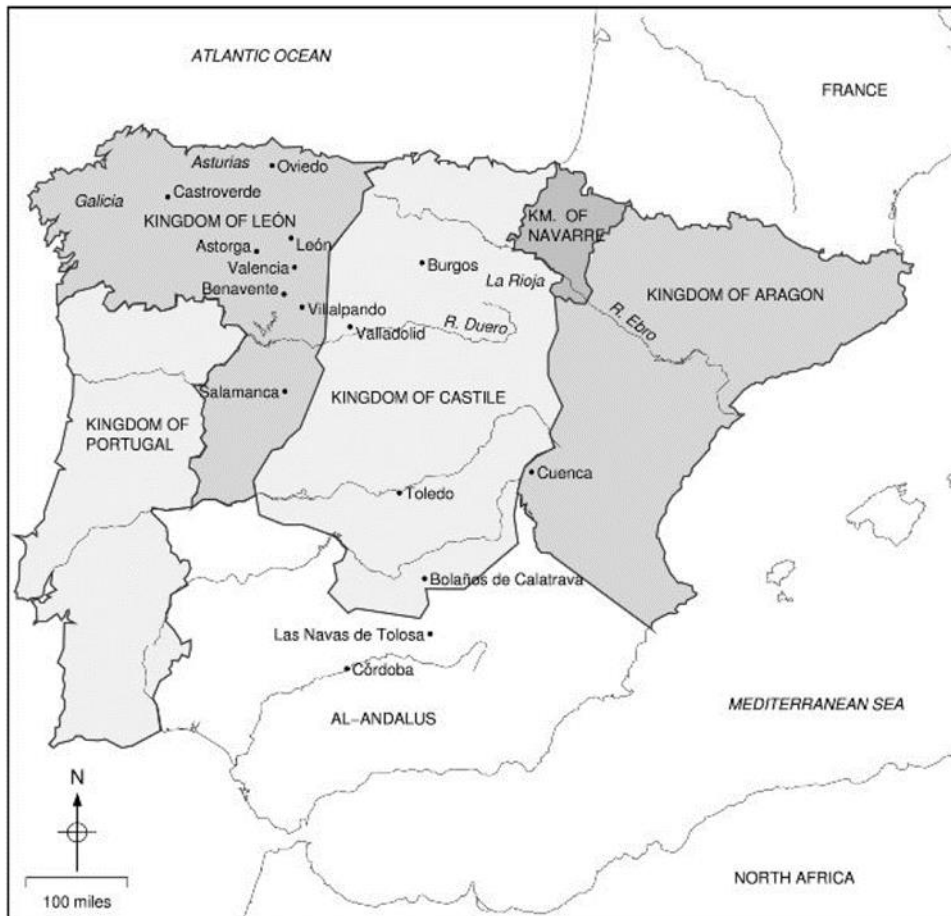 ATLANTIC OCEAN
FRANCE
Asturias
Oviedo
Galicia
Castroverde
KINGDOM OF LEÓN
KM. OF
NAVARRE
León
Astorga
Valencia
Burgos
La Rioja
Benavente
KINGDOM OF ARAGON
Villalpando
R. Duero
R. Ebro
Valladolid
Salamanca
KINGDOM OF CASTILE
KINGDOM OF
PORTUGAL
Cuenca
Toledo
Bolaños de Calatrava
Las Navas de Tolosa
Córdoba
MEDITERRANEAN SEA
AL-ANDALUS
N
100 miles
NORTH AFRICA